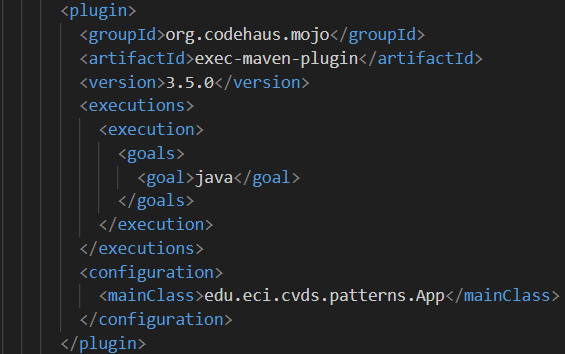 <plugin>
<groupId>org.codehaus.mojo</groupId>
<artifactId>exec-maven-plugin</artifactId>
<version>3.5.0</version>
<executions>
<execution>
<goals>
<goal>java</goal>
</goals>
</execution>
</executions>
<configuration>
<mainClass>edu.eci.cvds.patterns.App</mainClass>
</configuration>
</plugin>